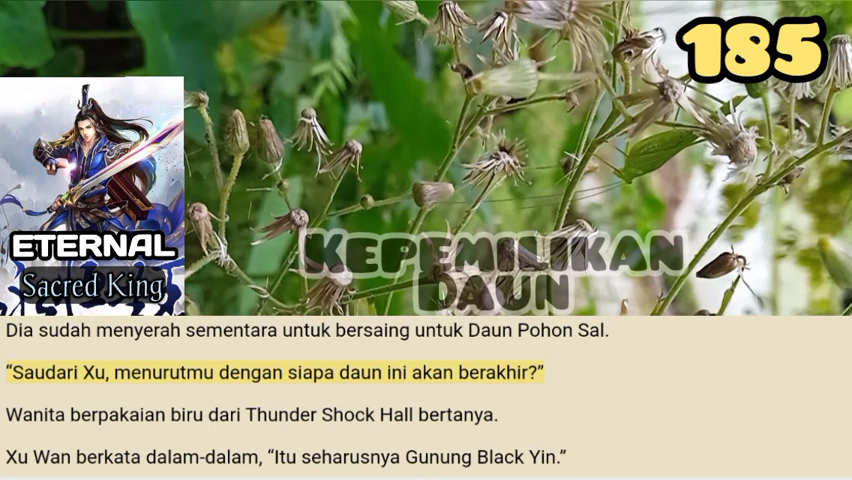 185
ETERNAL
Sacred King
KEPEMILIKAN
DAUN
Dia sudah menyerah sementara untuk bersaing untuk Daun Pohon Sal.
“Saudari Xu, menurutmu dengan siapa daun ini akan berakhir?”
Wanita berpakaian biru dari Thunder Shock Hall bertanya.
Xu Wan berkata dalam-dalam, “Itu seharusnya Gunung Black Yin.”